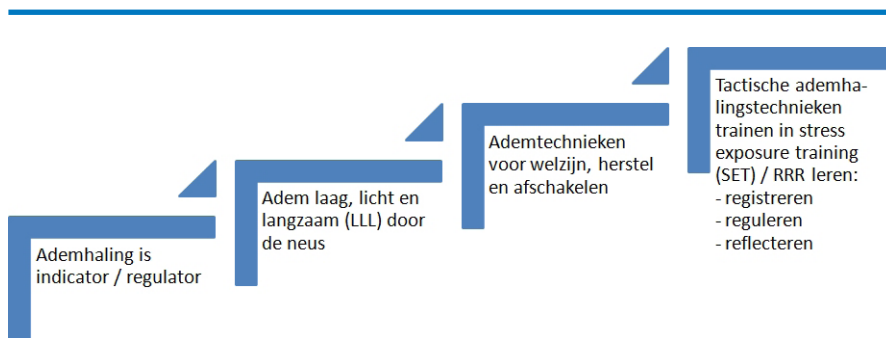 Ademhaling is
indicator / regulator
Adem laag, licht en
langzaam (LLL) door
de neus
Ademtechnieken
voor welzijn, herstel
en afschakelen
Tactische ademha-
lingstechnieken
trainen in stress
exposure training
(SET) / RRR leren:
- registreren
- reguleren
- reflecteren